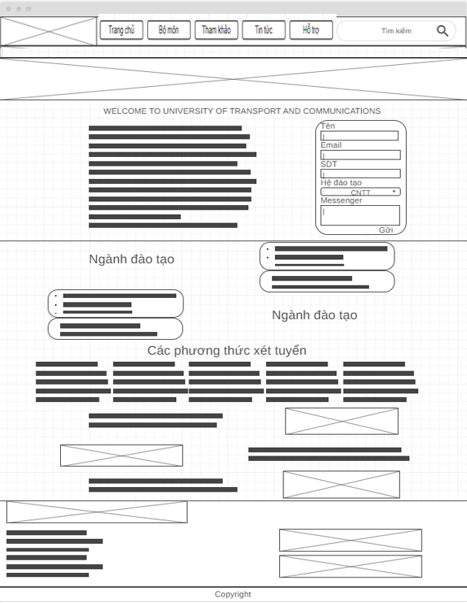 Trang chủ
Bộ môn
Tham khảo
Tin tức
Hỗ trợ
Tìm kiếm
WELCOME TO UNIVERSITY OF TRANSPORT AND COMMUNICATIONS
Tên
Email
SDT
Hệ đào tạo
CNTT
Messenger
Gửi
Ngành đào tạo
Ngành đào tạo
Các phương thức xét tuyển
Copyright